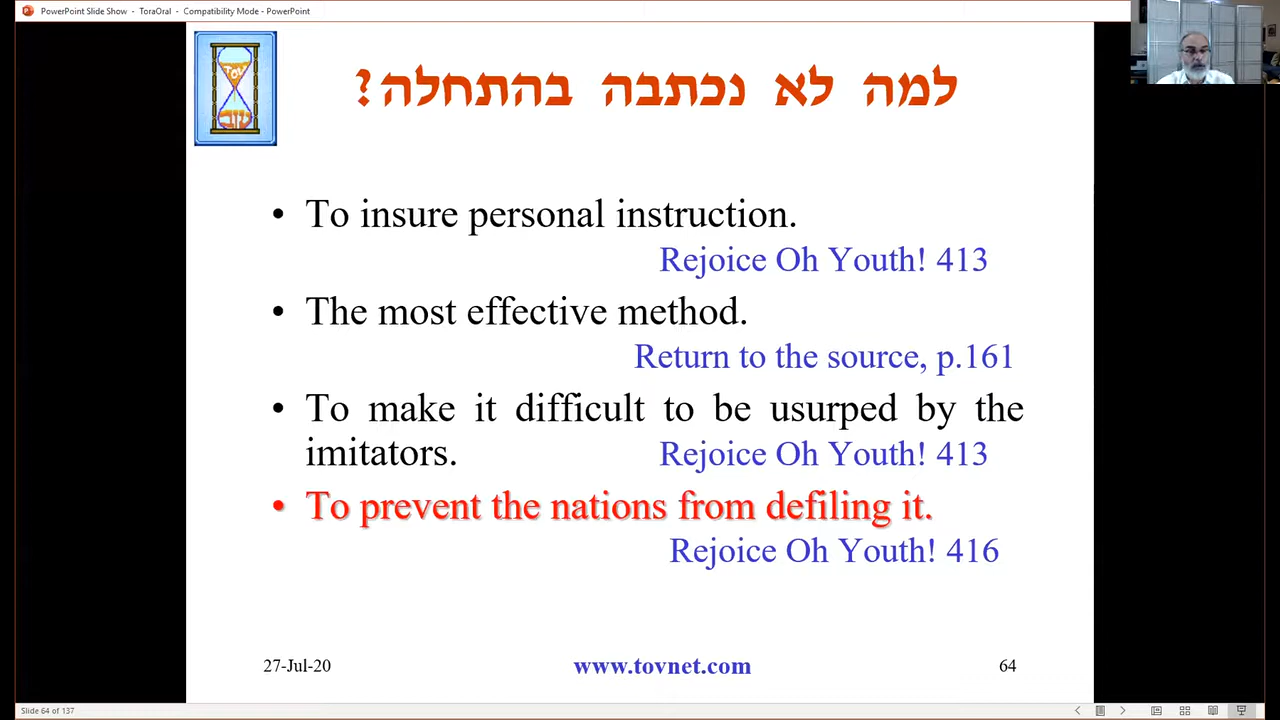 PowerPoint Slide Show - ToraOral - Compatibility Mode - PowerPoint
למה לא נכתבה בהתחלה?
• To insure personal instruction.
Rejoice Oh Youth! 413
• The most effective method.
Return to the source, p.161
• To make it difficult to be usurped by the
imitators. Rejoice Oh Youth! 413
• To prevent the nations from defiling it.
Rejoice Oh Youth! 416
27-Jul-20 www.tovnet.com 64
Slide 64 of 137